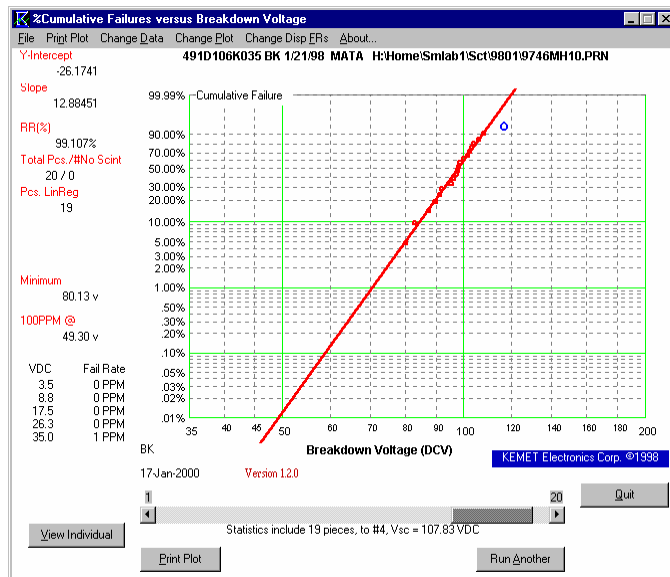 %Cumulative Failures versus Breakdown Voltage
File Print Plot Change Data Change Plot Change Disp FRs About...
491D106K035 BK 1/21/98 MATA H:\Home\Smlab1\Sct\9801\9746MH10.PRN
Y-Intercept
-26.1741
Slope
12.88451
RR(%)
99.107%
Total Pcs./#No Scint
20 / 0
Pcs. LinReg
19
Minimum
80.13 v
100PPM @
49.30 v
VDC Fail Rate
3.5 0 PPM
8.8 0 PPM
17.5 0 PPM
26.3 0 PPM
35.0 1 PPM
Cumulative Failure
99.99%
90.00%
70.00%
50.00%
30.00%
20.00%
10.00%
5.00%
3.00%
2.00%
1.00%
.50%
.30%
.20%
.10%
.05%
.03%
.02%
.01%
35 40 45 50 60 70 80 90 100 120 140 160 180 200
BK
Breakdown Voltage (DCV)
KEMET Electronics Corp. ©1998
17-Jan-2000
Version 1.2.0
1
20
Statistics include 19 pieces, to #4, Vsc = 107.83 VDC
Quit
View Individual
Print Plot
Run Another